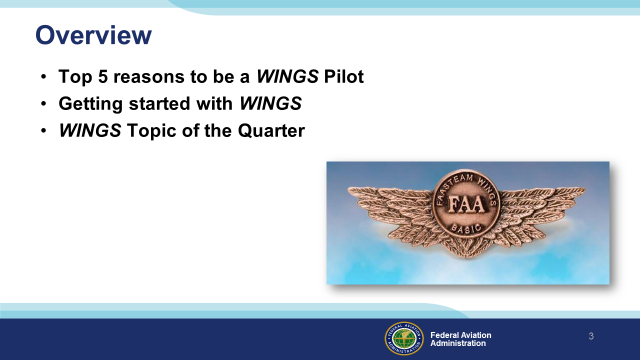 Overview
• Top 5 reasons to be a WINGS Pilot
• Getting started with WINGS
• WINGS Topic of the Quarter
FAASTEAM WINGS
FAA
BASIC
Federal Aviation
Administration
3